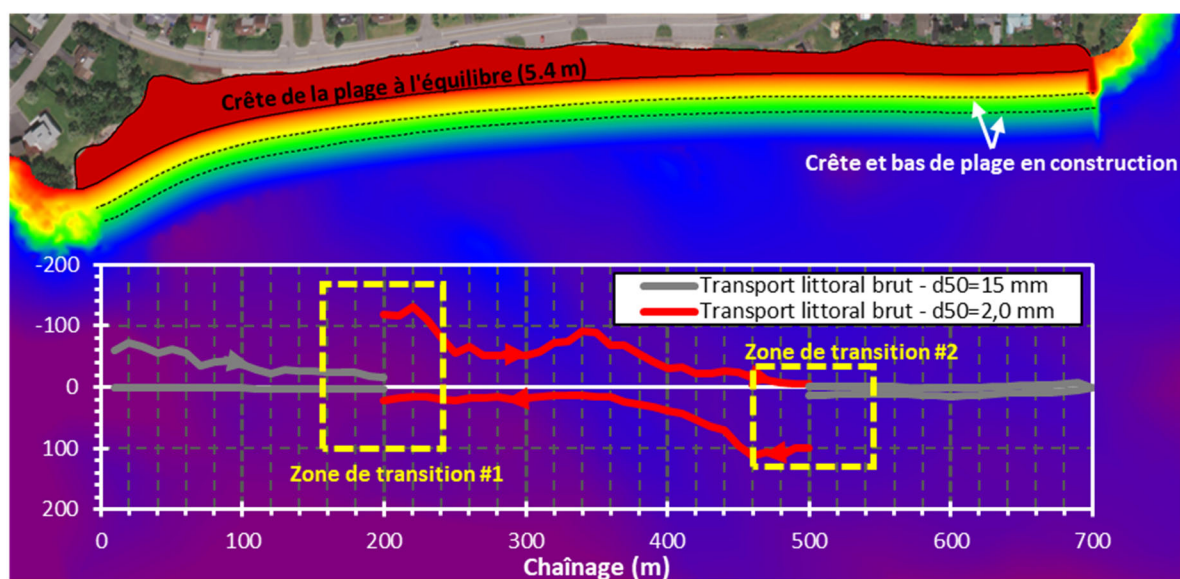 Crête de la plage à l'équilibre (5.4 m)
Crête et bas de plage en construction
-200
-100
0
100
200
Transport littoral brut - d50=15 mm
Transport littoral brut - d50=2,0 mm
Zone de transition #2
Zone de transition #1
0 100 200 300 400 500 600 700
Chaînage (m)